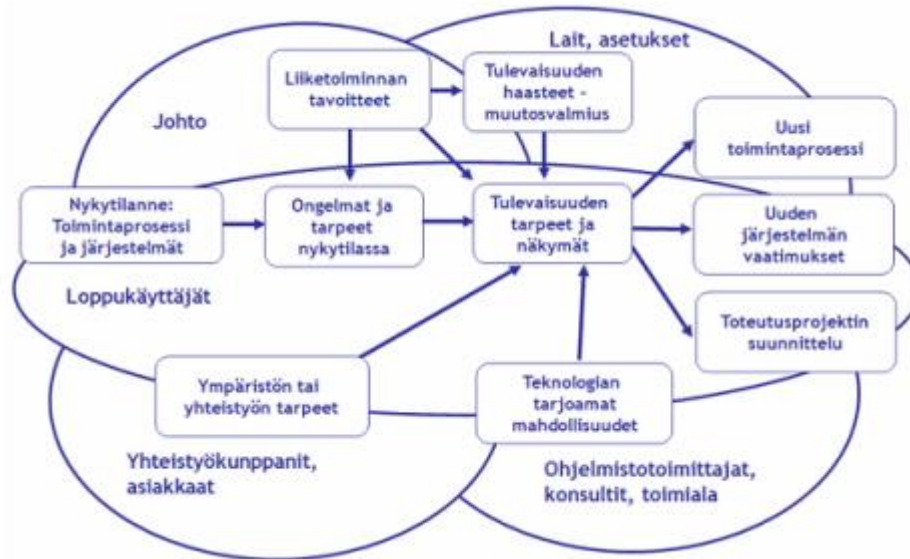 Lait, asetukset
Liiketoiminnan
tavoitteet
Tulevaisuuden
haasteet -
muutosvalmius
Johto
Uusi
toimintaprosessi
Nykytilanne:
Toimintaprosessi
ja järjestelmät
Ongelmat ja
tarpeet
nykytilassa
Tulevaisuuden
tarpeet ja
näkymät
Uuden
järjestelmän
vaatimukset
Loppukäyttäjät
Toteutusprojektin
suunnittelu
Ympäristön tai
yhteistyön tarpeet
Teknologian
tarjoamat
mahdollisuudet
Yhteistyökunppanit,
asiakkaat
Ohjelmistotoimittajat,
konsultit, toimiala